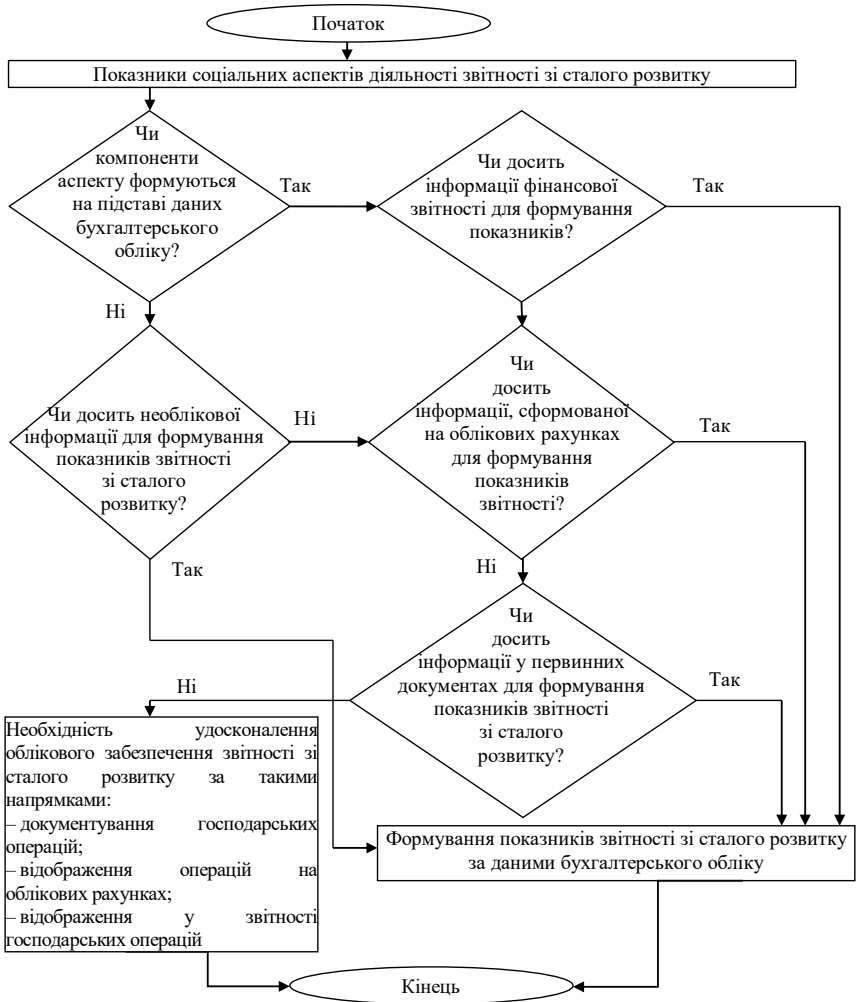 Початок
Показники соціальних аспектів діяльності звітності зі сталого розвитку
Чи
компоненти
аспекту формуються
на підставі даних
бухгалтерського
обліку?
Так
Чи досить
інформації фінансової
звітності для формування
показників?
Так
Ні
Чи досить необлікової
інформації для формування
показників звітності
зі сталого
розвитку?
Ні
Чи
досить
інформації, сформованої
на облікових рахунках
для формування
показників
звітності?
Так
Так
Ні
Чи
досить
інформації у первинних
документах для формування
показників звітності
зі сталого
розвитку?
Так
Ні
Необхідність удосконалення
облікового забезпечення звітності зі
сталого розвитку за такими
напрямками:
– документування господарських
операцій;
– відображення операцій на
облікових рахунках;
– відображення у звітності
господарських операцій
Формування показників звітності зі сталого розвитку
за даними бухгалтерського обліку
Кінець